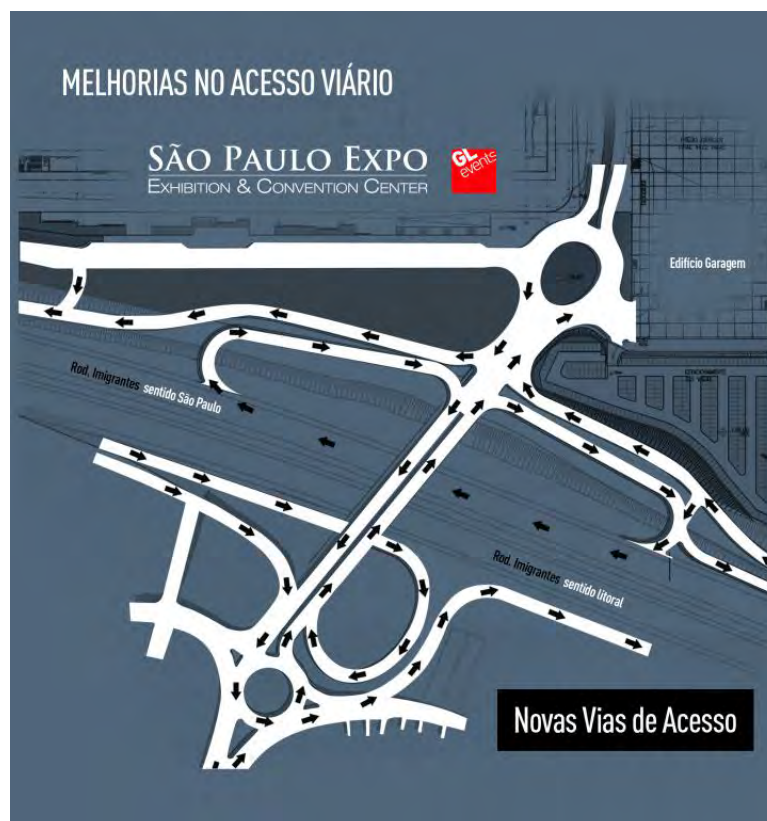 MELHORIAS NO ACESSO VIÁRIO
SÃO PAULO EXPO
EXHIBITION & CONVENTION CENTER
GL
events
Edifício Garagem
Rod. Imigrantes sentido São Paulo
Rod. Imigrantes sentido litoral
Novas Vias de Acesso